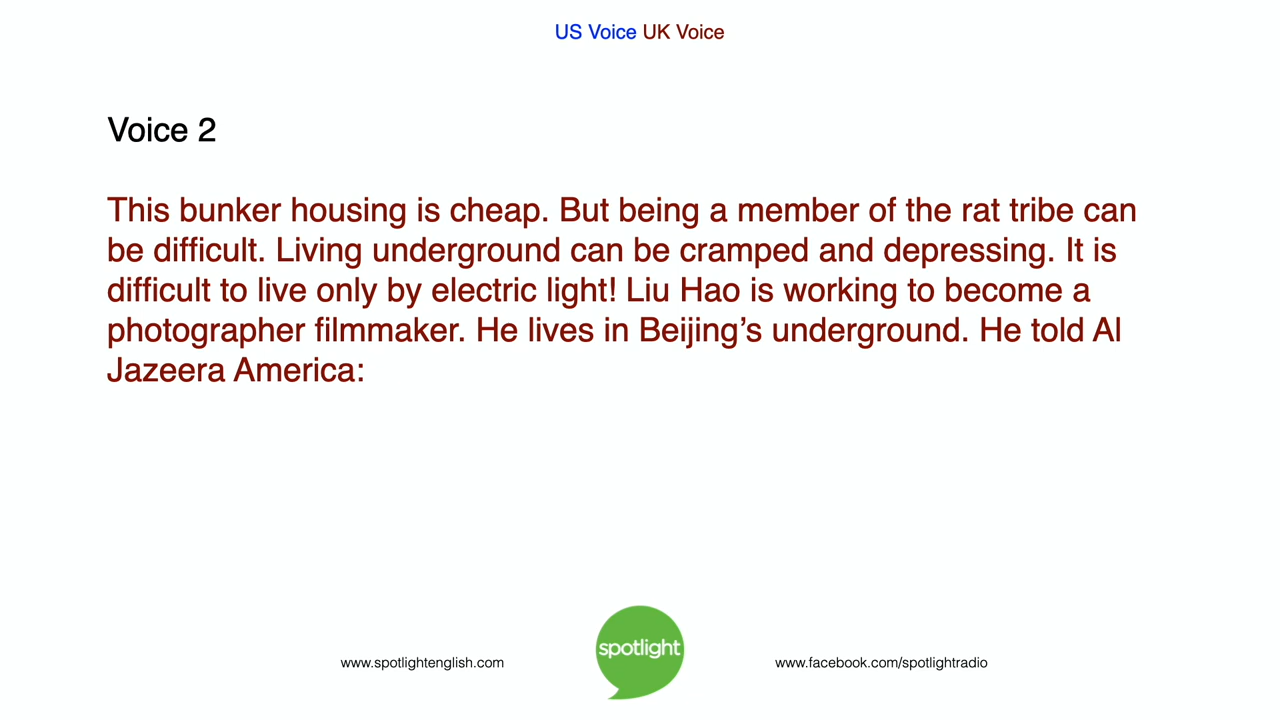 US Voice UK Voice
Voice 2
This bunker housing is cheap. But being a member of the rat tribe can
be difficult. Living underground can be cramped and depressing. It is
difficult to live only by electric light! Liu Hao is working to become a
photographer filmmaker. He lives in Beijing’s underground. He told Al
Jazeera America:
spotlight
www.spotlightenglish.com
www.facebook.com/spotlightradio